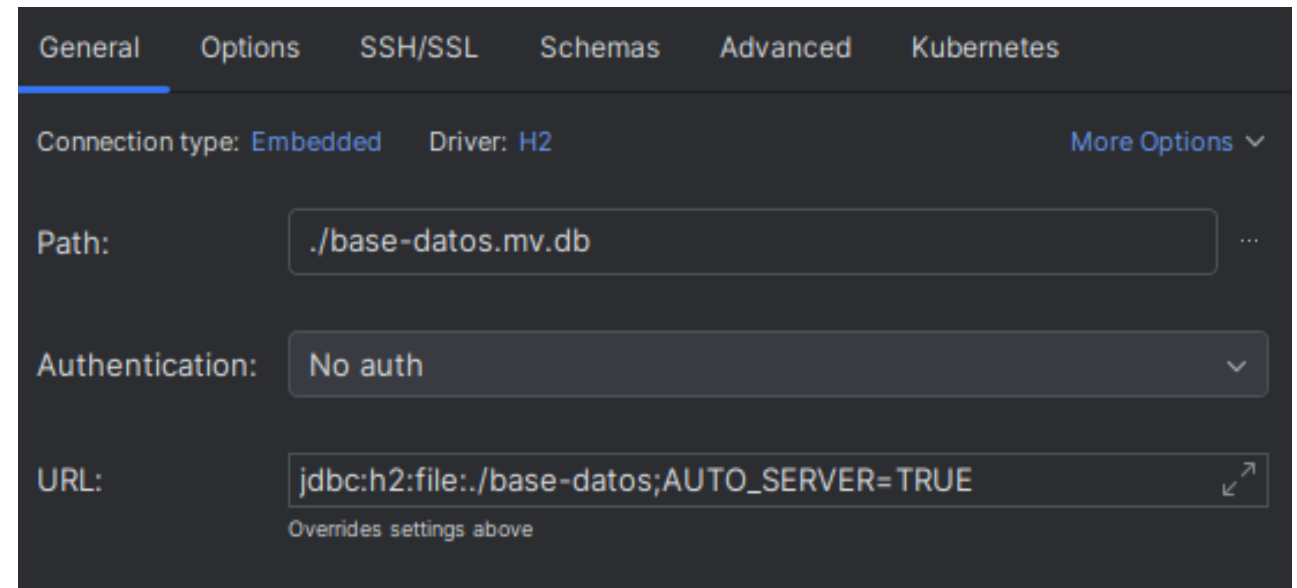 General Options SSH/SSL Schemas Advanced Kubernetes
Connection type: Embedded Driver: H2 More Options
Path: ./base-datos.mv.db ...
Authentication: No auth
URL: jdbc:h2:file:./base-datos;AUTO_SERVER=TRUE
Overrides settings above